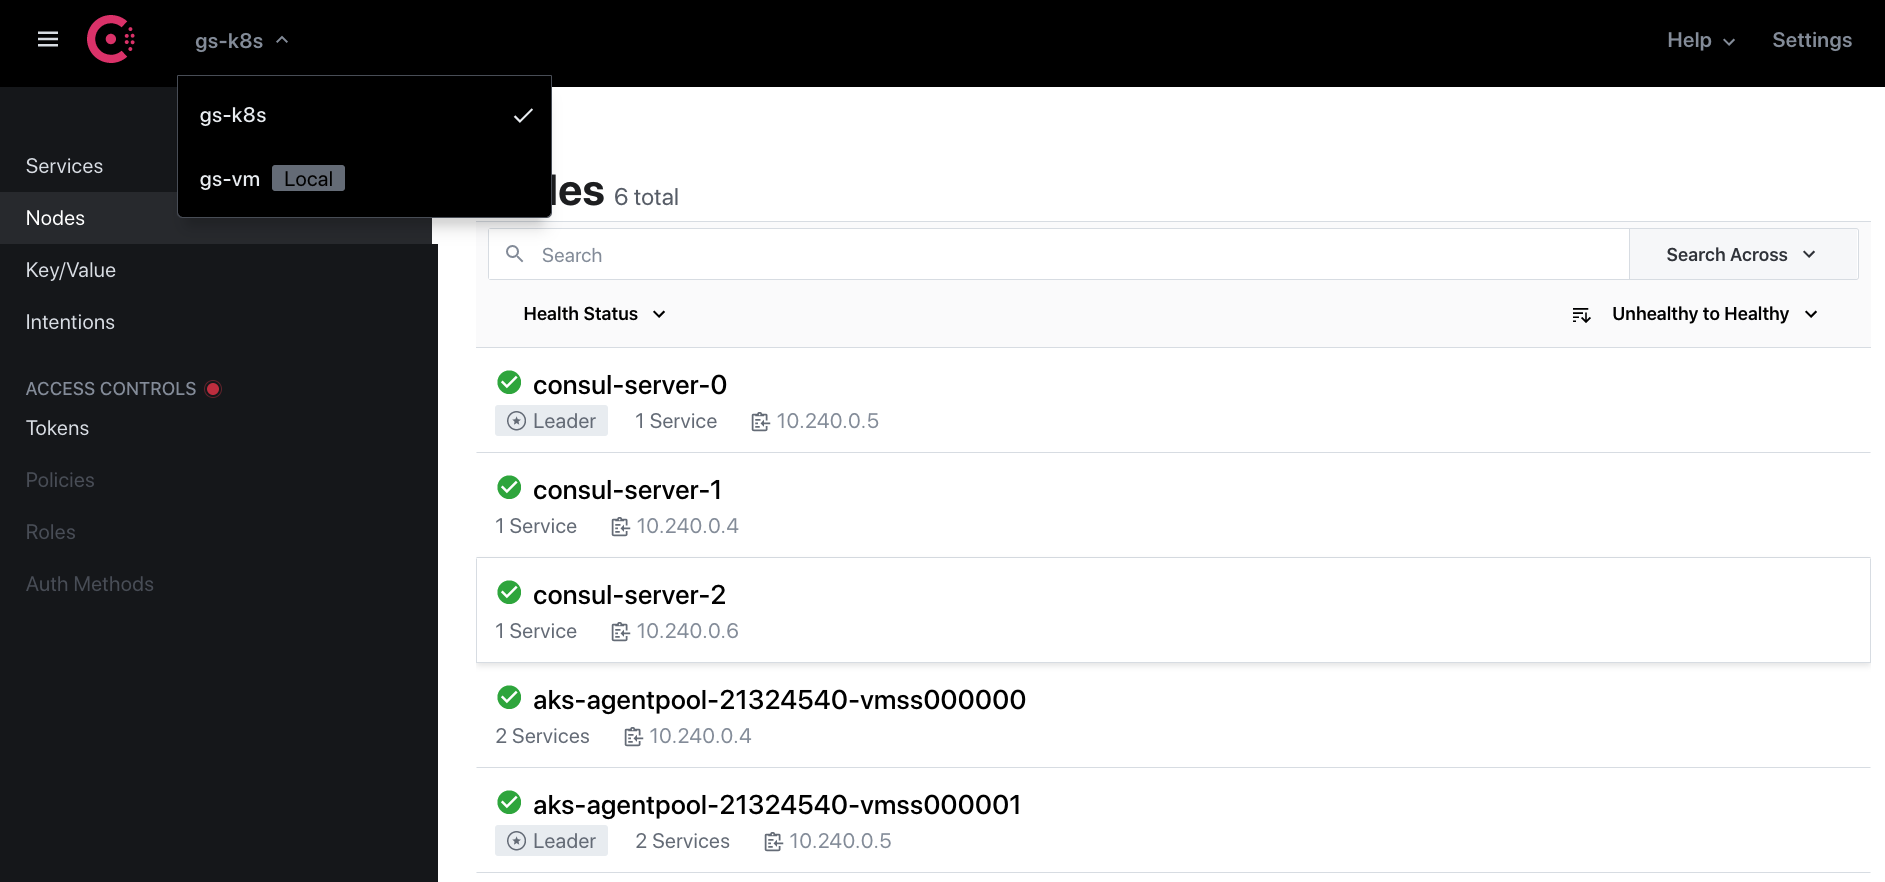 gs-k8s
Help
Settings
gs-k8s
gs-vm Local
Services
Nodes
Key/Value
Intentions
ACCESS CONTROLS
Tokens
Policies
Roles
Auth Methods
les 6 total
Search
Search Across
Health Status
Unhealthy to Healthy
consul-server-0
Leader 1 Service 10.240.0.5
consul-server-1
1 Service 10.240.0.4
consul-server-2
1 Service 10.240.0.6
aks-agentpool-21324540-vmss000000
2 Services 10.240.0.4
aks-agentpool-21324540-vmss000001
Leader 2 Services 10.240.0.5